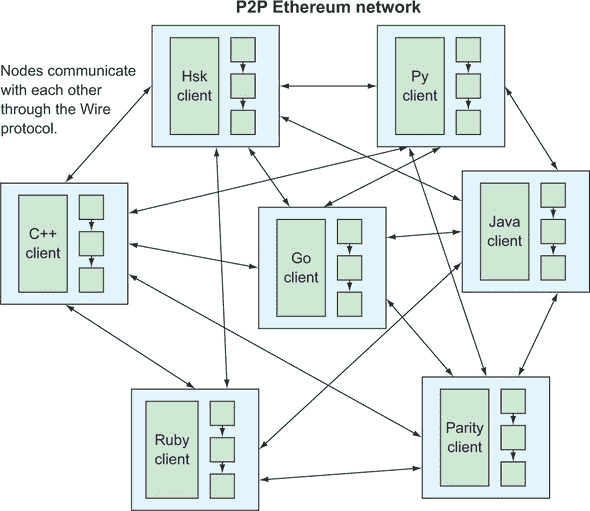 P2P Ethereum network
Nodes communicate
with each other
through the Wire
protocol.
Hsk
client
Py
client
C++
client
Go
client
Java
client
Ruby
client
Parity
client